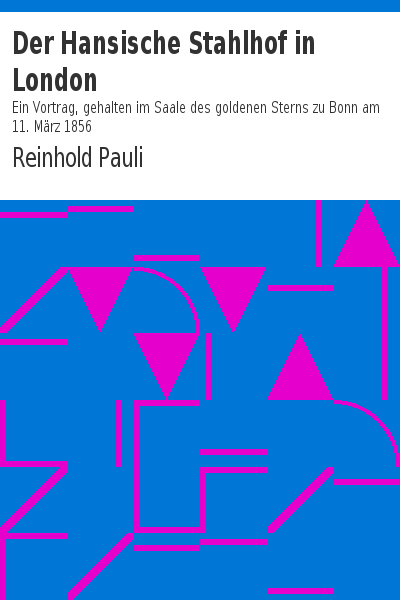 Der Hansische Stahlhof in
London
Ein Vortrag, gehalten im Saale des goldenen Sterns zu Bonn am
11. März 1856
Reinhold Pauli